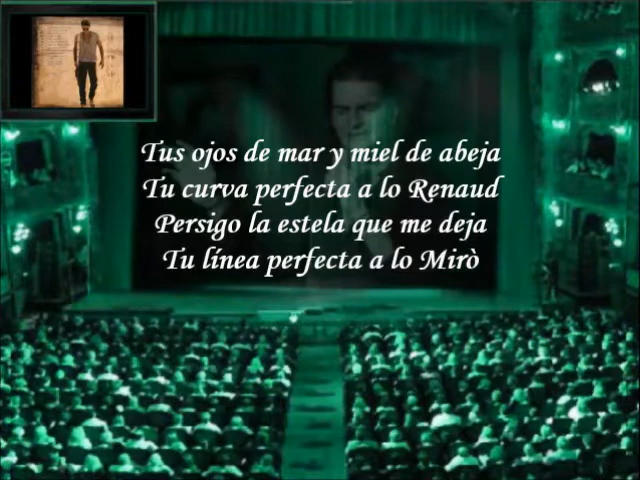 Tus ojos de mar y miel de abeja
Tu curva perfecta a lo Renaud
Persigo la estela que me deja
Tu línea perfecta a lo Mirò